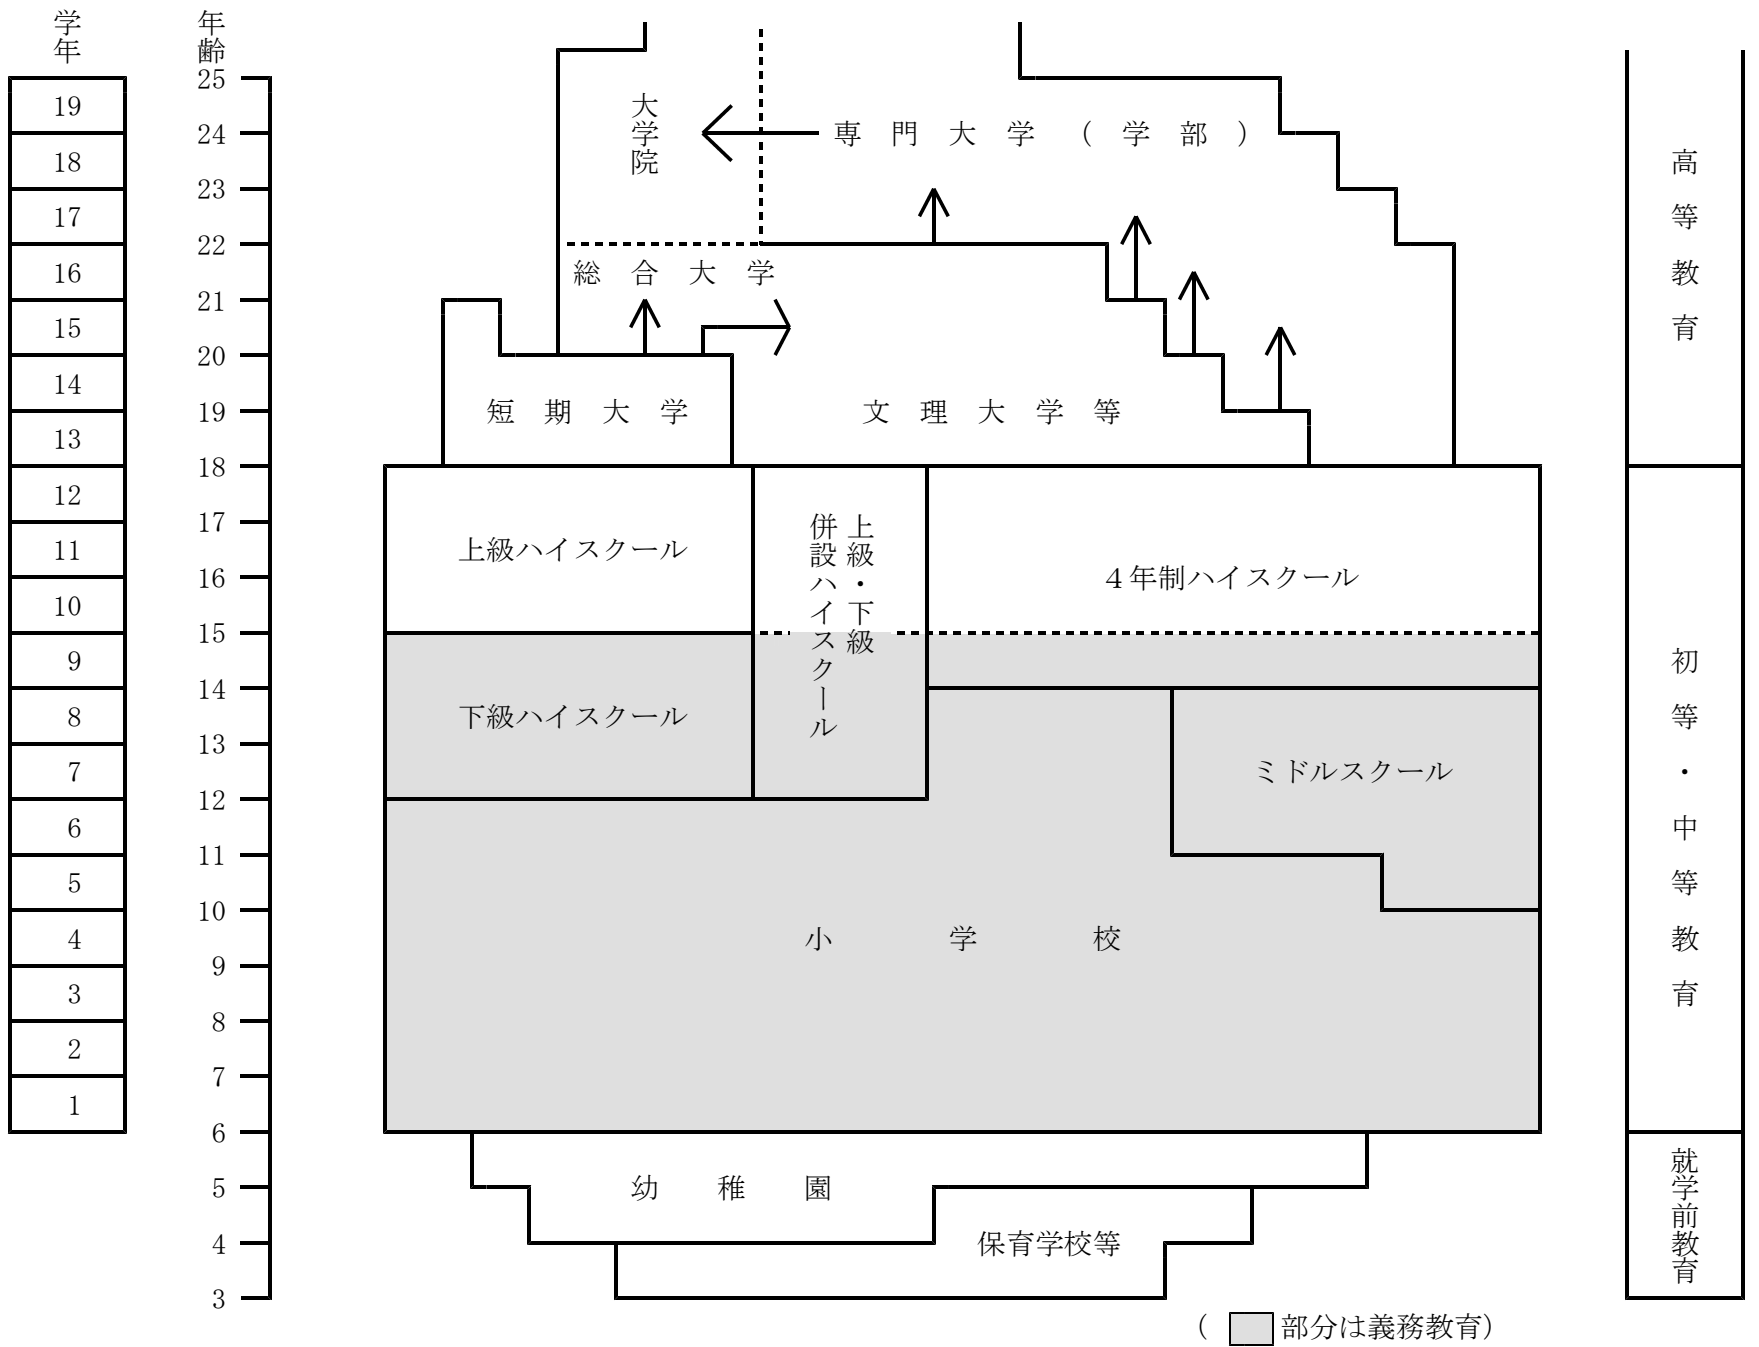 学年
年齢
25
19
24
18
23
17
22
16
21
15
20
14
19
13
18
12
17
11
16
10
15
9
14
8
13
7
12
6
11
5
10
4
9
3
8
2
7
1
6
5
4
3
大学院
専門大学（学部）
総合大学
短期大学
文理大学等
上級ハイスクール
上級・下級
併設ハイスクール
４年制ハイスクール
下級ハイスクール
ミドルスクール
小学校
幼稚園
保育学校等
高等教育
初等・中等教育
就学前教育
（ 部分は義務教育）